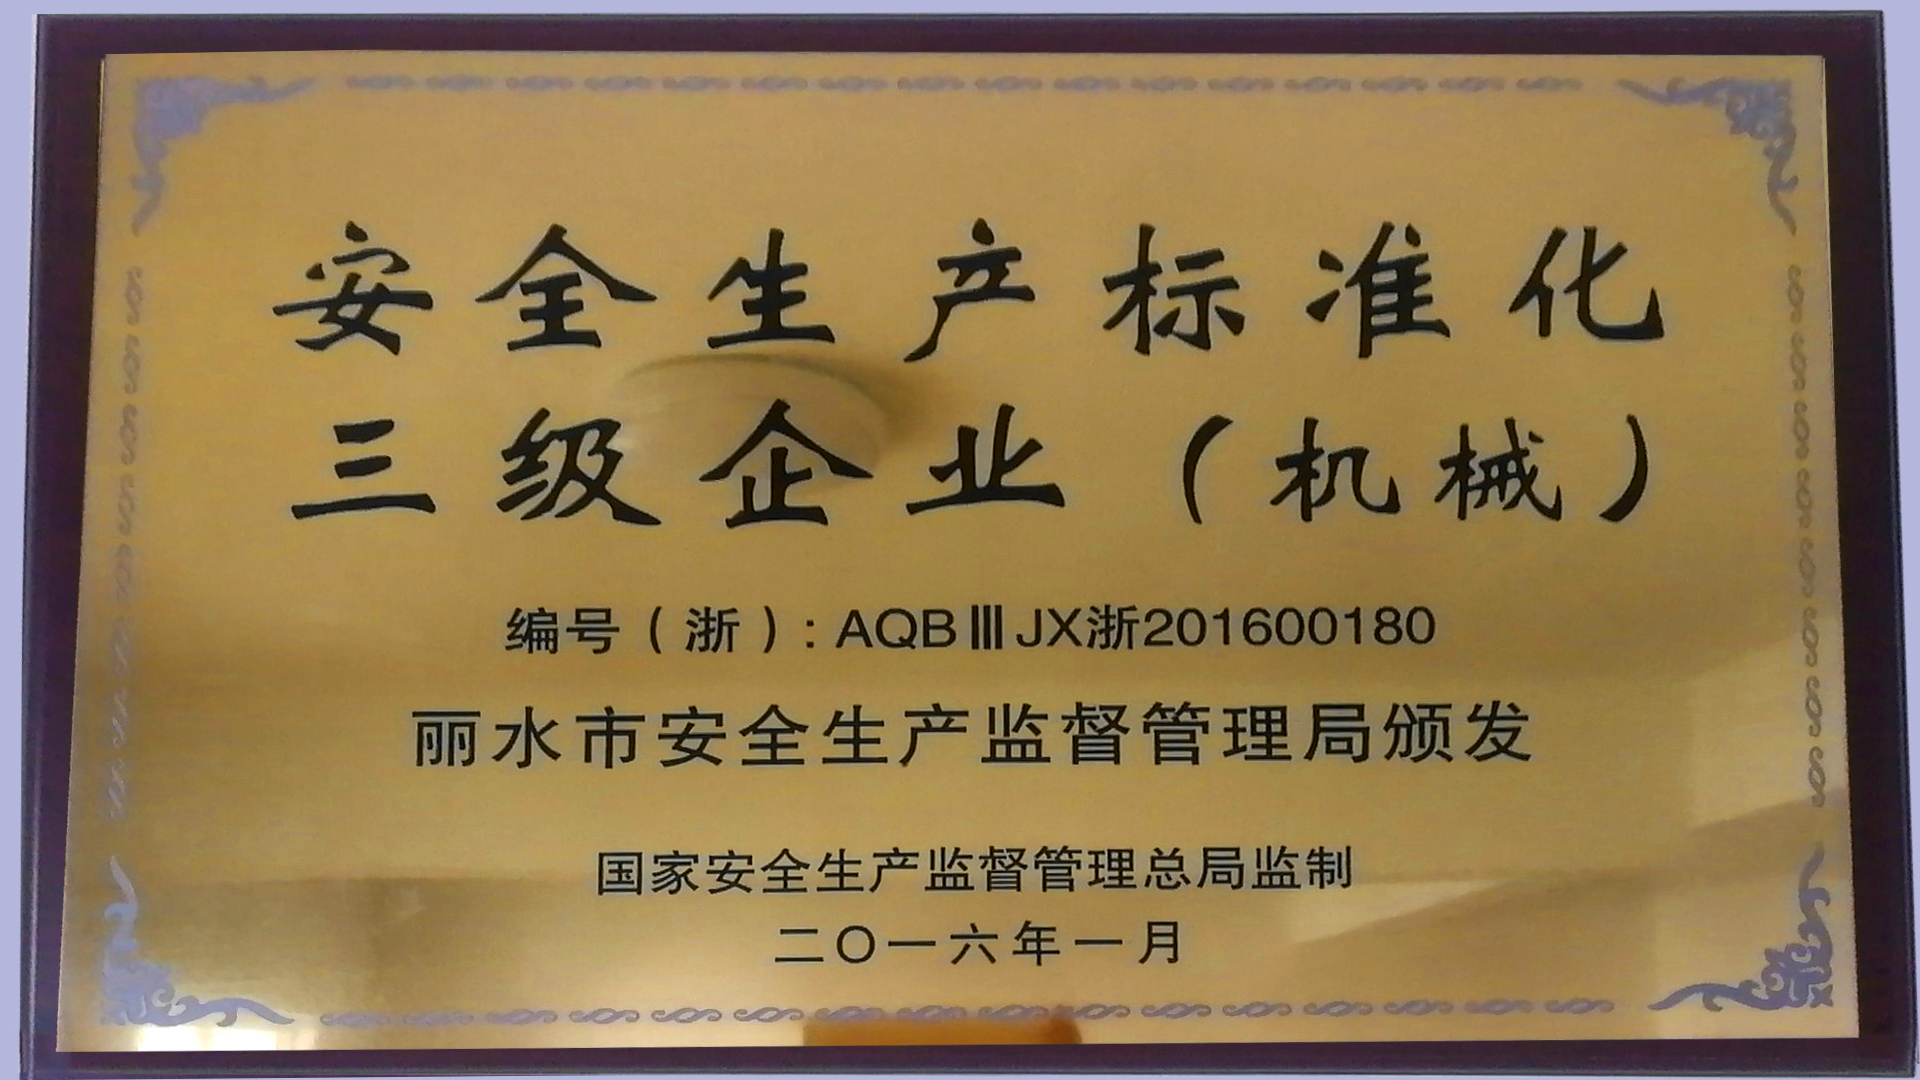 安全生产标准化
三级企业（机械）
编号（浙）：AQBⅢJX浙201600180
丽水市安全生产监督管理局颁发
国家安全生产监督管理总局监制
二〇一六年一月